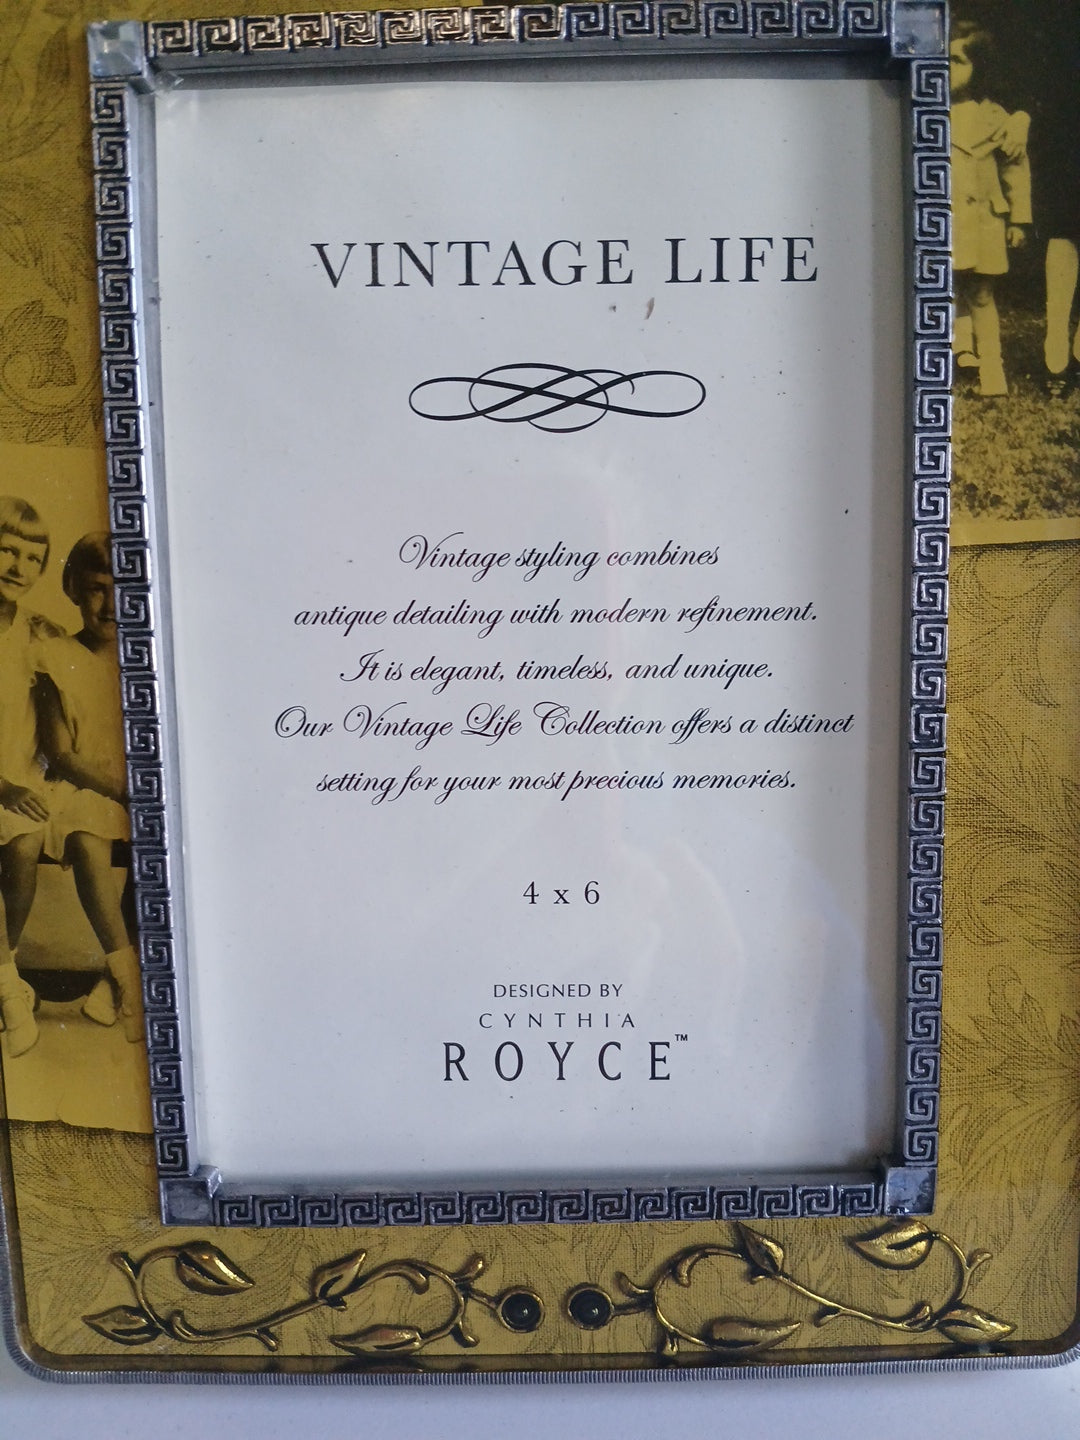 VINTAGE LIFE
Vintage styling combines
antique detailing with modern refinement.
It is elegant, timeless, and unique.
Our Vintage Life Collection offers a distinct
setting for your most precious memories.
4 x 6
DESIGNED BY
CYNTHIA
ROYCE™